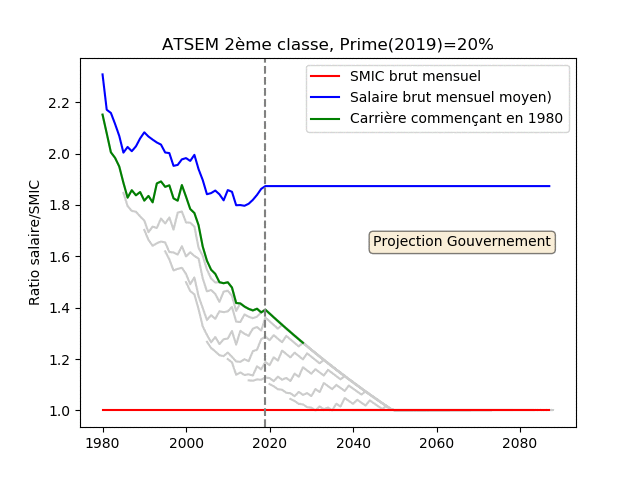 ATSEM 2ème classe, Prime(2019)=20%
SMIC brut mensuel
Salaire brut mensuel moyen)
Carrière commençant en 1980
Projection Gouvernement
Ratio salaire/SMIC
2.2
2.0
1.8
1.6
1.4
1.2
1.0
1980
2000
2020
2040
2060
2080